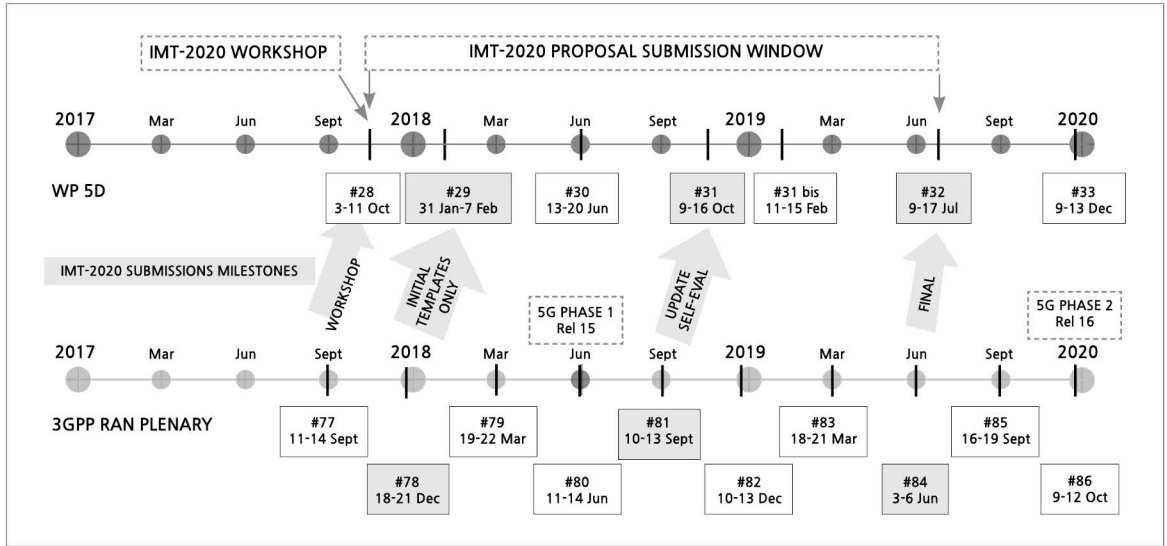 IMT-2020 WORKSHOP
IMT-2020 PROPOSAL SUBMISSION WINDOW
2017 Mar Jun Sept 2018 Mar Jun Sept 2019 Mar Jun Sept 2020
WP 5D
#28
3-11 Oct
#29
31 Jan-7 Feb
#30
13-20 Jun
#31
9-16 Oct
#31 bis
11-15 Feb
#32
9-17 Jul
#33
9-13 Dec
IMT-2020 SUBMISSIONS MILESTONES
WORKSHOP
INITIAL
TEMPLATES
ONLY
UPDATE
SELF-EVAL
FINAL
5G PHASE 1
Rel 15
5G PHASE 2
Rel 16
2017 Mar Jun Sept 2018 Mar Jun Sept 2019 Mar Jun Sept 2020
3GPP RAN PLENARY
#77
11-14 Sept
#78
18-21 Dec
#79
19-22 Mar
#80
11-14 Jun
#81
10-13 Sept
#82
10-13 Dec
#83
18-21 Mar
#84
3-6 Jun
#85
16-19 Sept
#86
9-12 Oct